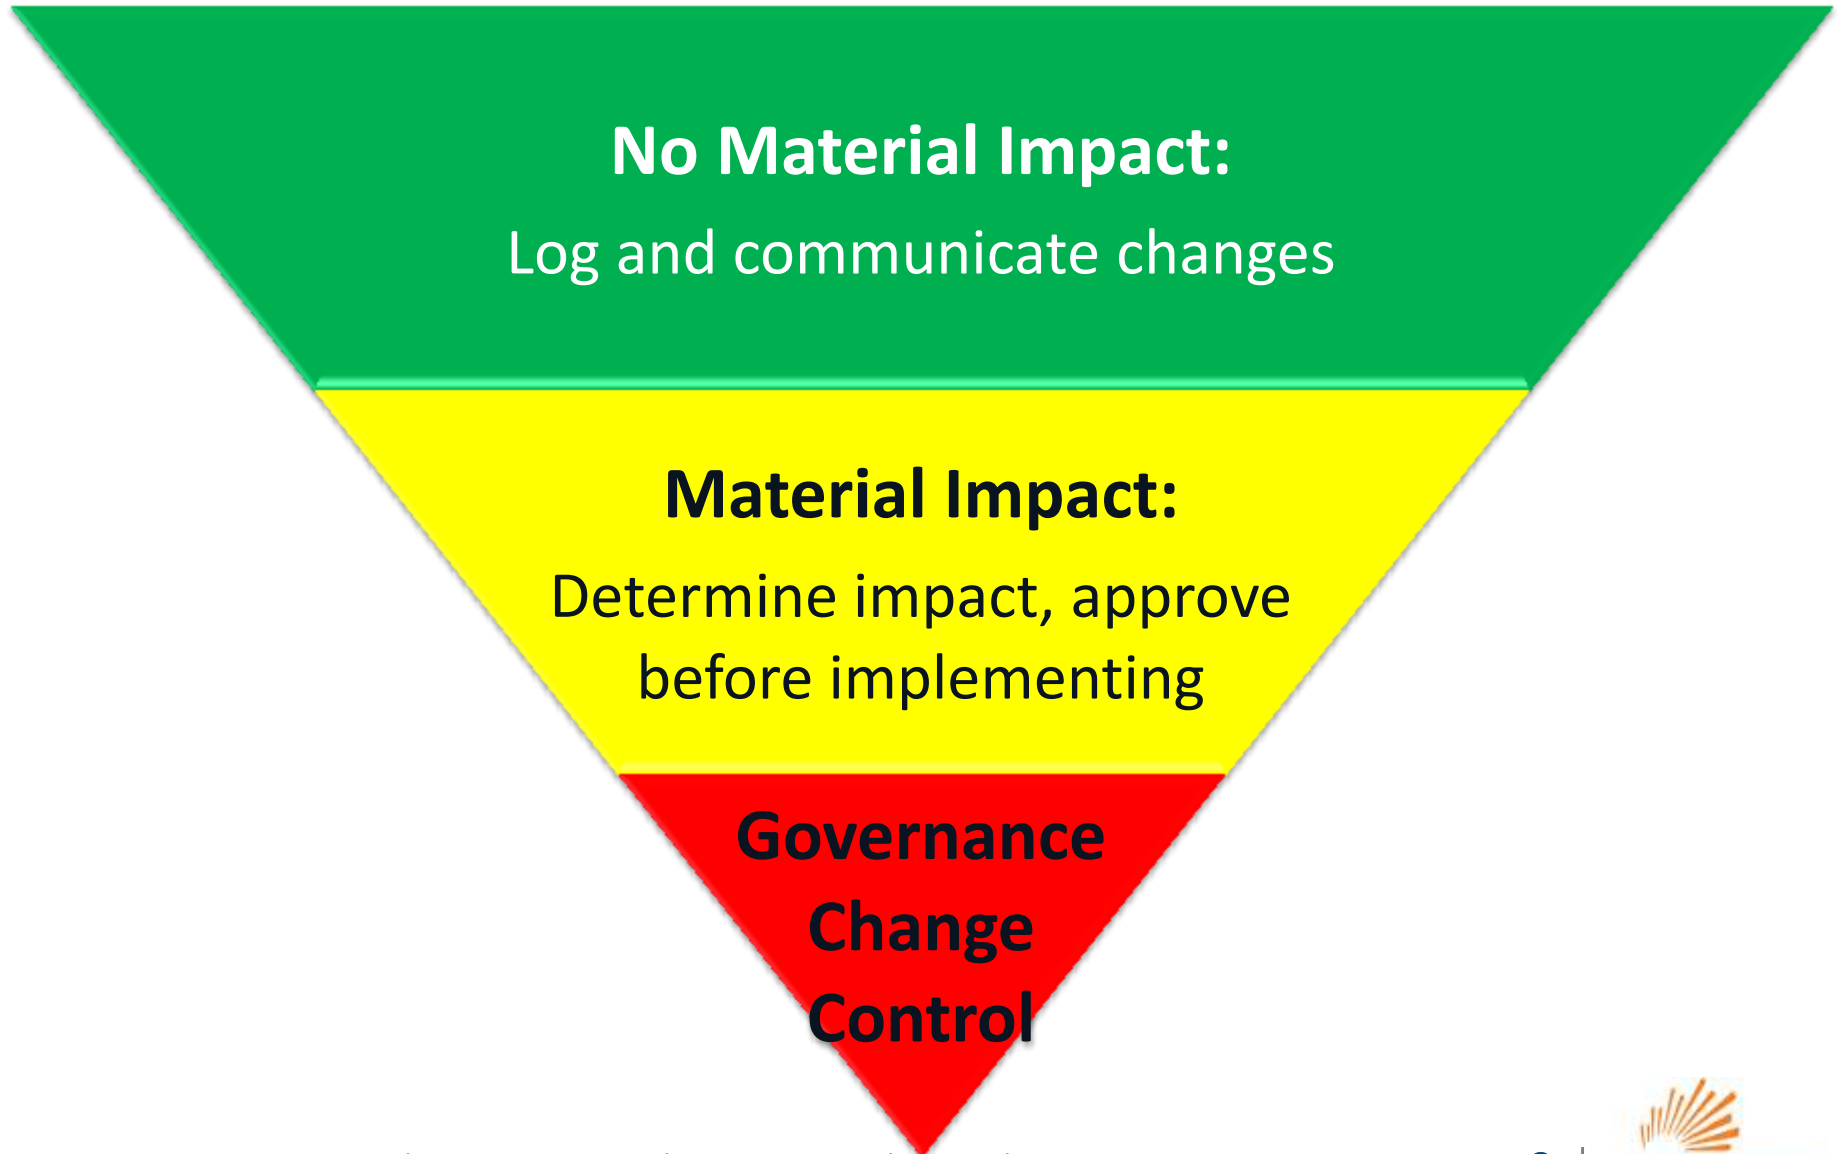 No Material Impact:
Log and communicate changes
Material Impact:
Determine impact, approve
before implementing
Governance
Change
Control